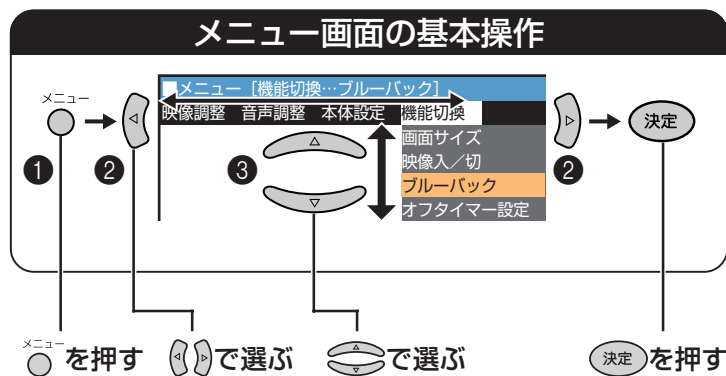 メニュー画面の基本操作
メニュー
■メニュー［機能切換…ブルーバック］
映像調整 音声調整 本体設定 機能切換
画面サイズ
映像入／切
ブルーバック
オフタイマー設定
決定
❶ ❷ ❸ ❷
メニュー
を押す
で選ぶ
で選ぶ
決定 を押す